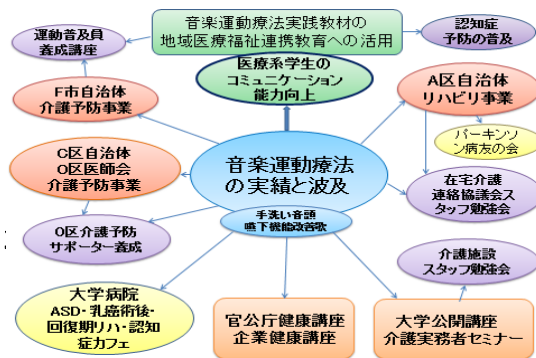 音楽運動療法実践教材の
地域医療福祉連携教育への活用
運動普及員
養成講座
認知症
予防の普及
医療系学生の
コミュニケーション
能力向上
F市自治体
介護予防事業
A区自治体
リハビリ事業
パーキンソ
ン病友の会
C区自治体
O区医師会
介護予防事業
音楽運動療法
の実績と波及
在宅介護
連絡協議会ス
タッフ勉強会
手洗い音頭
嚥下機能改善歌
O区介護予防
サポーター養成
介護施設
スタッフ勉強会
大学病院
ASD・乳癌術後・
回復期リハ・認知
症カフェ
官公庁健康講座
企業健康講座
大学公開講座
介護実務者セミナー